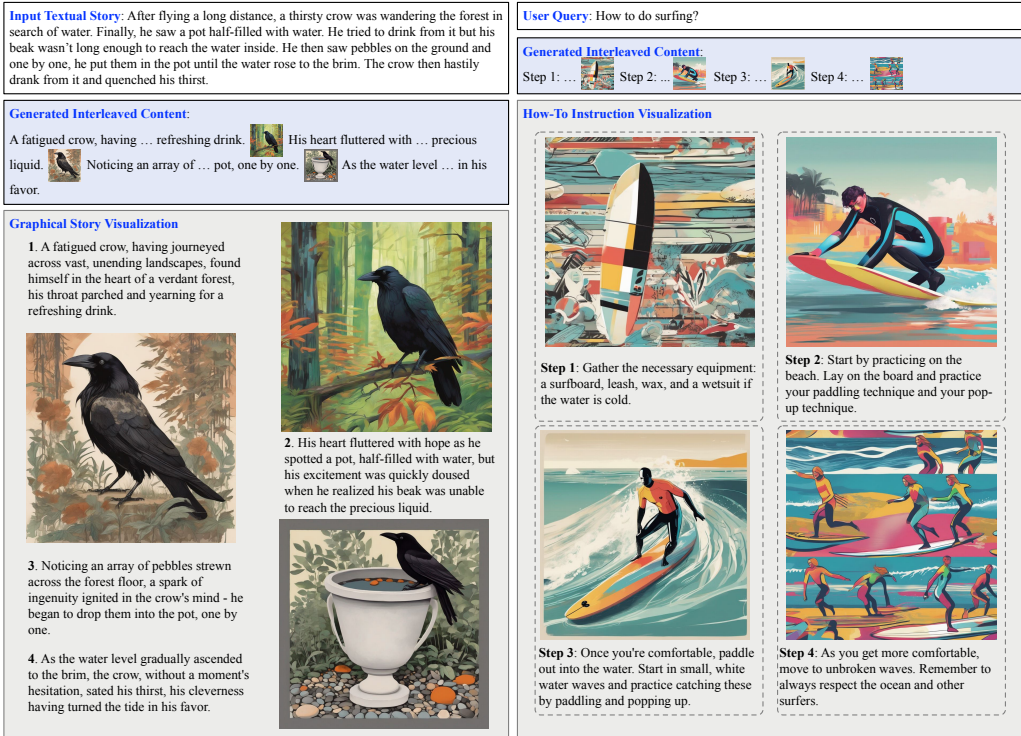 Input Textual Story: After flying a long distance, a thirsty crow was wandering the forest in
search of water. Finally, he saw a pot half-filled with water. He tried to drink from it but his
beak wasn't long enough to reach the water inside. He then saw pebbles on the ground and
one by one, he put them in the pot until the water rose to the brim. The crow then hastily
drank from it and quenched his thirst.
Generated Interleaved Content:
A fatigued crow, having … refreshing drink. His heart fluttered with … precious
liquid. Noticing an array of … pot, one by one. As the water level … in his
favor.
Graphical Story Visualization
1. A fatigued crow, having journeyed
across vast, unending landscapes, found
himself in the heart of a verdant forest,
his throat parched and yearning for a
refreshing drink.
2. His heart fluttered with hope as he
spotted a pot, half-filled with water, but
his excitement was quickly doused
when he realized his beak was unable
to reach the precious liquid.
3. Noticing an array of pebbles strewn
across the forest floor, a spark of
ingenuity ignited in the crow's mind - he
began to drop them into the pot, one by
one.
4. As the water level gradually ascended
to the brim, the crow, without a moment's
hesitation, sated his thirst, his cleverness
having turned the tide in his favor.
User Query: How to do surfing?
Generated Interleaved Content:
Step 1: … Step 2: ... Step 3: … Step 4: …
How-To Instruction Visualization
Step 1: Gather the necessary equipment:
a surfboard, leash, wax, and a wetsuit if
the water is cold.
Step 2: Start by practicing on the
beach. Lay on the board and practice
your paddling technique and your pop-
up technique.
Step 3: Once you're comfortable, paddle
out into the water. Start in small, white
water waves and practice catching these
by paddling and popping up.
Step 4: As you get more comfortable,
move to unbroken waves. Remember to
always respect the ocean and other
surfers.